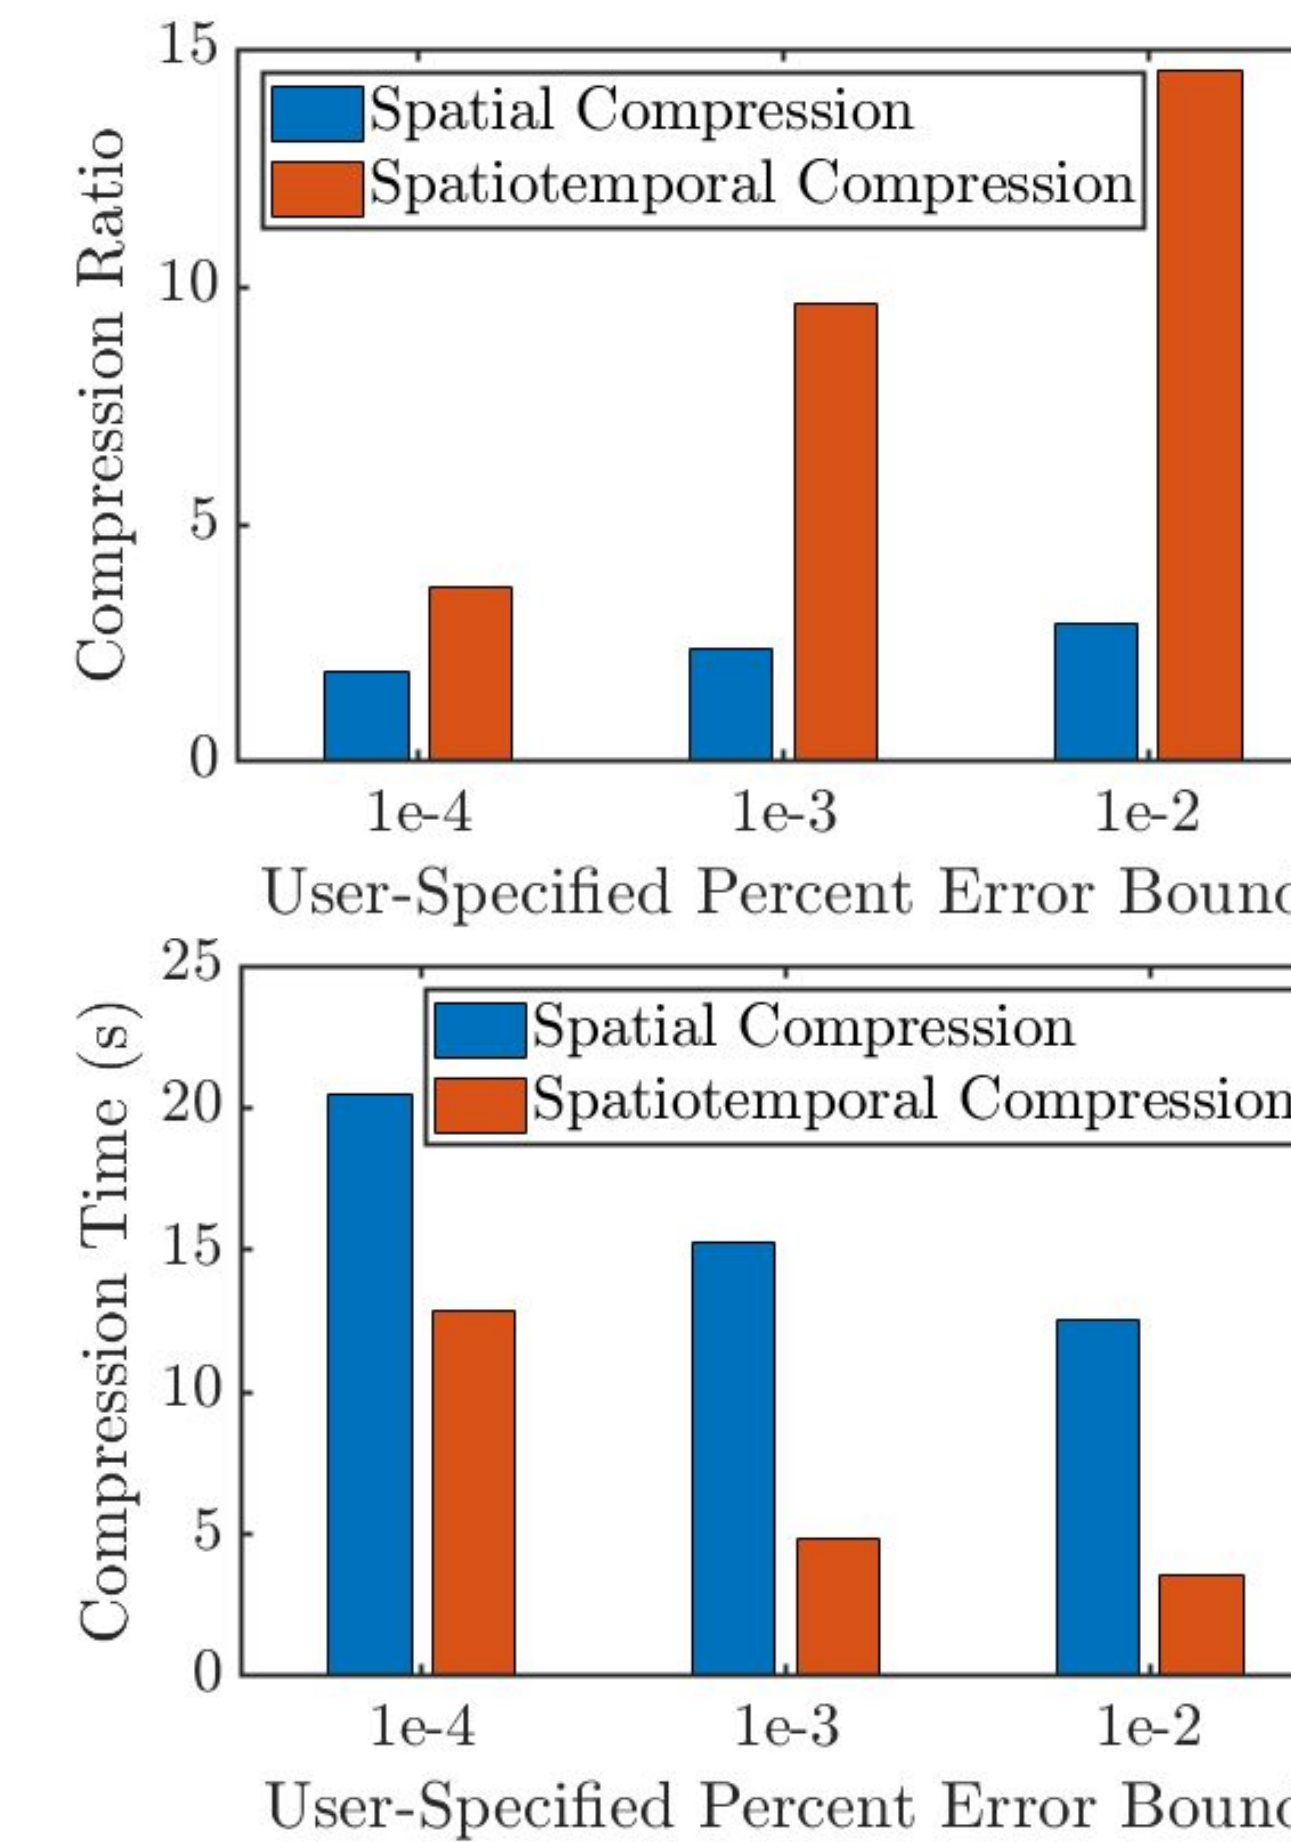 15
Spatial Compression
Spatiotemporal Compression
10
5
0
Compression Ratio
1e-4 1e-3 1e-2
User-Specified Percent Error
25
Spatial Compression
Spatiotemporal Compression
20
15
10
5
0
Compression Time (s)
1e-4 1e-3 1e-2
User-Specified Percent Error